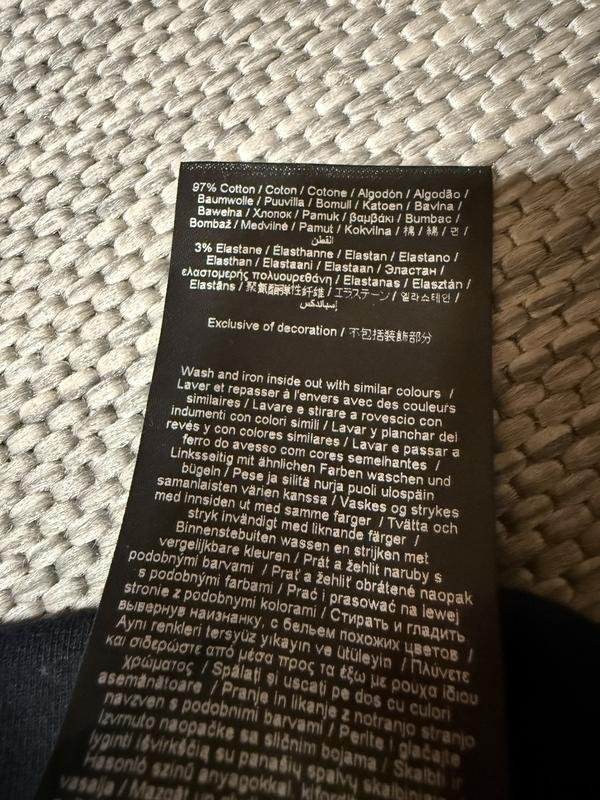 97% Cotton / Coton / Cotone / Algodón / Algodão /
Baumwolle / Puuvilla / Bomull / Katoen / Bavlna /
Bawełna / Хлопок / Pamuk / βαμβάκι / Bumbac /
Bombaž / Medvilnė / Pamut / Kokvilna / 棉 / 綿 / 면 /
القطن
3% Elastane / Élasthanne / Elastan / Elastano /
Elasthan / Elastaani / Elastaan / Эластан /
ελαστομερής πολυουρεθάνη / Elastanas / Elasztán /
Elastāns / 聚氨酯弹性纤维 / エラステーン / 엘라스테인 /
إسباندكس
Exclusive of decoration / 不包括装飾部分
Wash and iron inside out with similar colours /
Laver et repasser à l'envers avec des couleurs
similaires / Lavare e stirare a rovescio con
indumenti con colori simili / Lavar y planchar del
revés y con colores similares / Lavar e passar a
ferro do avesso com cores semelhantes /
Linksseitig mit ähnlichen Farben waschen und
bügeln / Pese ja silitä nurja puoli ulospäin
samanlaisten värien kanssa / Vaskes og strykes
med innsiden ut med samme farger / Tvätta och
stryk invändigt med liknande färger /
Binnenstebuiten wassen en strijken met
vergelijkbare kleuren / Prát a žehlit naruby s
podobnými barvami / Prať a žehliť obrátené naopak
s podobnými farbami / Prać i prasować na lewej
stronie z podobnymi kolorami / Стирать и гладить,
вывернув наизнанку, с бельем похожих цветов /
Aynı renkleri tersyüz yıkayın ve ütüleyin / Πλύνετε
και σιδερώστε από μέσα προς τα έξω με ρούχα ίδιου
χρώματος / Spălați și uscați pe dos cu culori
asemănătoare / Pranje in likanje z notranjo stranjo
navzven s podobnimi barvami / Perite i glačajte
izvrnuto naopačke sa sličnim bojama / Skalbti ir
lyginti išvirkščią su panašių spalvų skalbiniais
Hasonló színű anyagokkal, kifordítva
vasalja / Mazgāt un